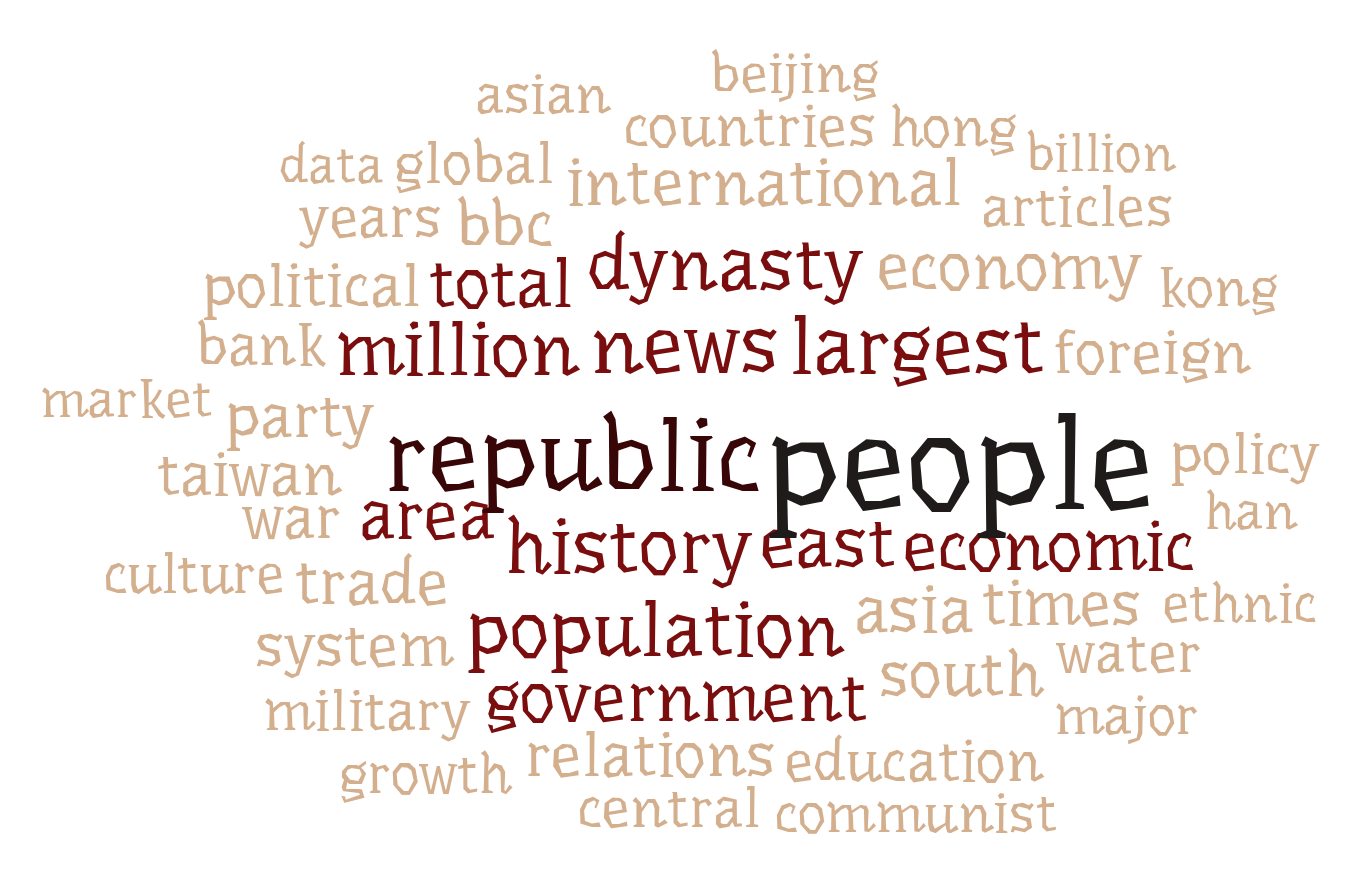 beijing
asian
countries hong
billion
data global
international
articles
years bbc
dynasty
economy
political total
kong
bank million news largest foreign
market party
republic people
policy
taiwan
war area
han
history east economic
culture trade
asia times ethnic
system population
south water
military government
major
growth relations education
central communist